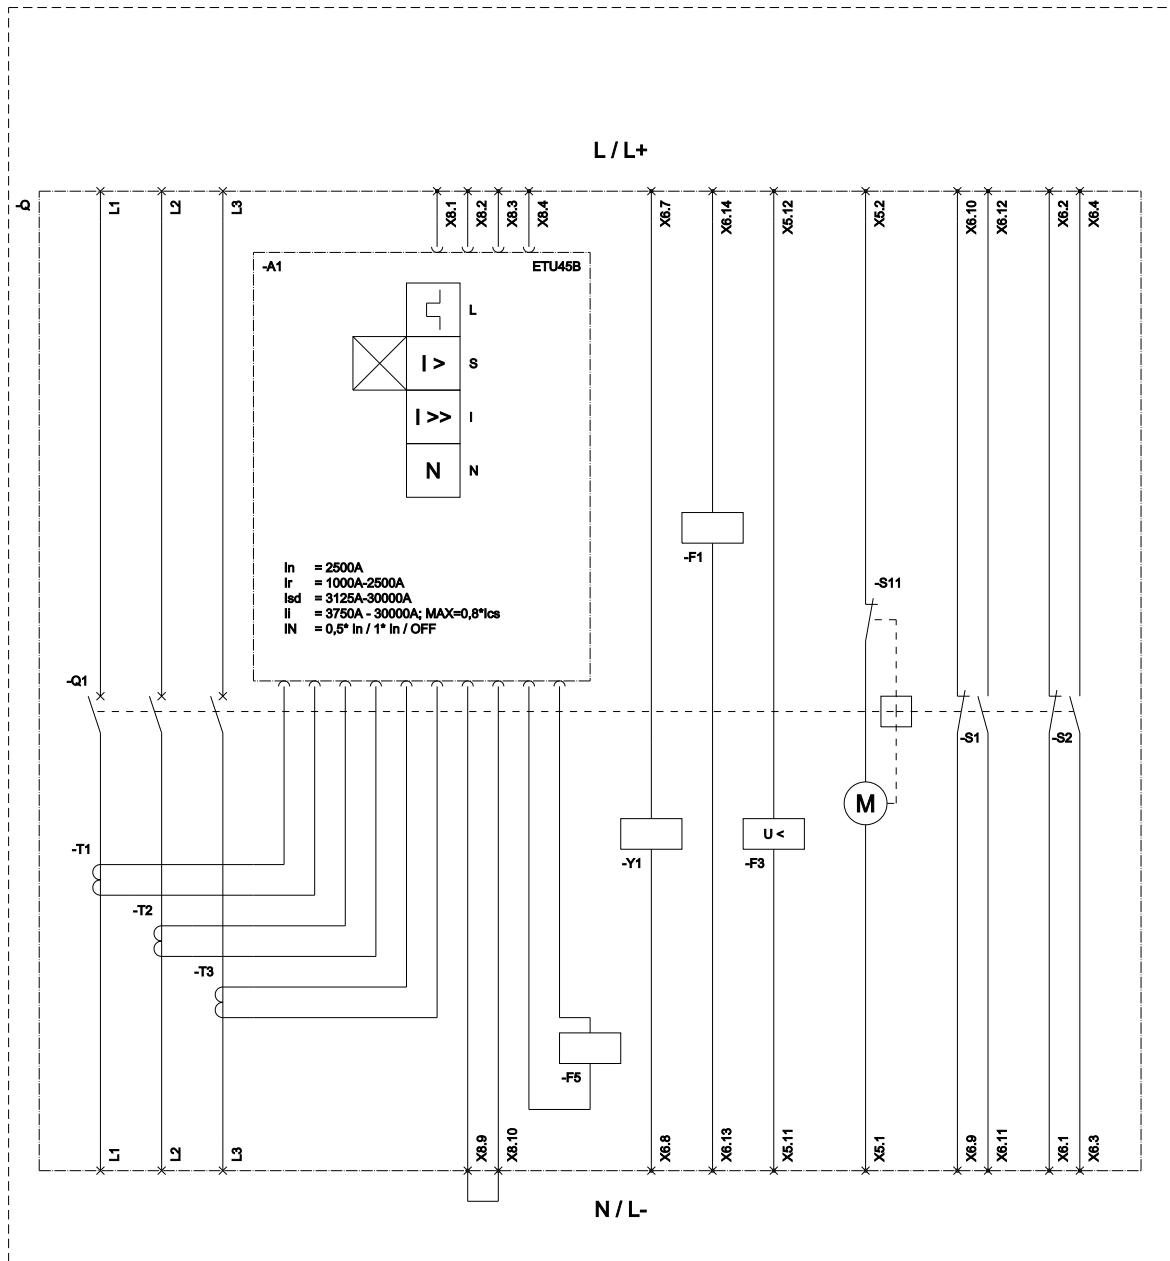 L / L+
-Q
L1
L2
L3
X8.1
X8.2
X8.3
X8.4
X6.7
X6.14
X5.12
X5.2
X6.10
X6.12
X6.2
X6.4
-A1
ETU45B
L
I >
S
I >>
I
N
N
-F1
In = 2500A
Ir = 1000A-2500A
Isd = 3125A-30000A
Ii = 3750A - 30000A; MAX=0,8*Ics
IN = 0,5* In / 1* In / OFF
-S11
-Q1
-S1
-S2
M
U <
-T1
-Y1
-F3
-T2
-T3
-F5
L1
L2
L3
X8.9
X8.10
X6.8
X6.13
X5.11
X5.1
X6.9
X6.11
X6.1
X6.3
N / L-